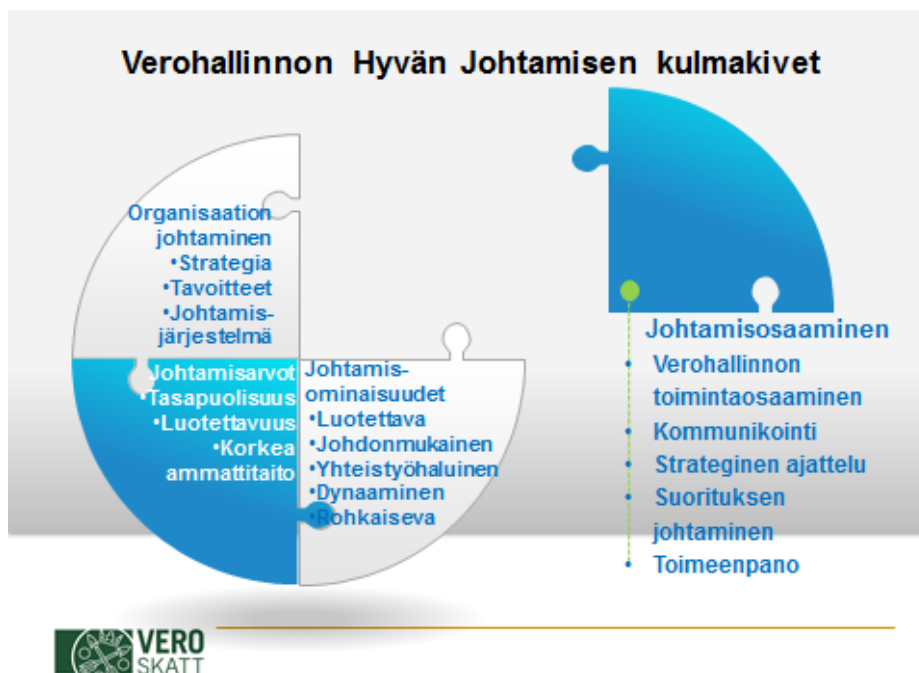 Verohallinnon Hyvän Johtamisen kulmakivet
Organisaation
johtaminen
•Strategia
•Tavoitteet
•Johtamis-
järjestelmä
Johtamisarvot
•Tasapuolisuus
•Luotettavuus
•Korkea
ammattitaito
Johtamis-
ominaisuudet
•Luotettava
•Johdonmukainen
•Yhteistyöhaluinen
•Dynaaminen
•Rohkaiseva
Johtamisosaaminen
• Verohallinnon
toimintaosaaminen
• Kommunikointi
• Strateginen ajattelu
• Suorituksen
johtaminen
• Toimeenpano
VERO
SKATT